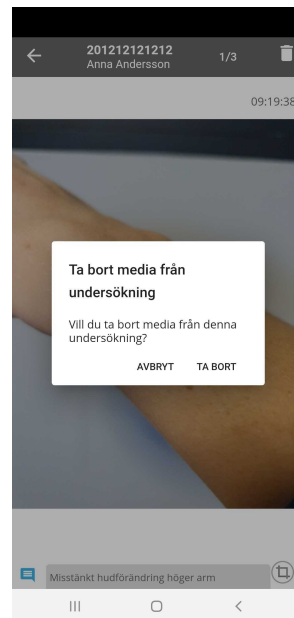 201212121212
Anna Andersson
1/3
09:19:38
Ta bort media från
undersökning
Vill du ta bort media från denna
undersökning?
AVBRYT TA BORT
Misstänkt hudförändring höger arm